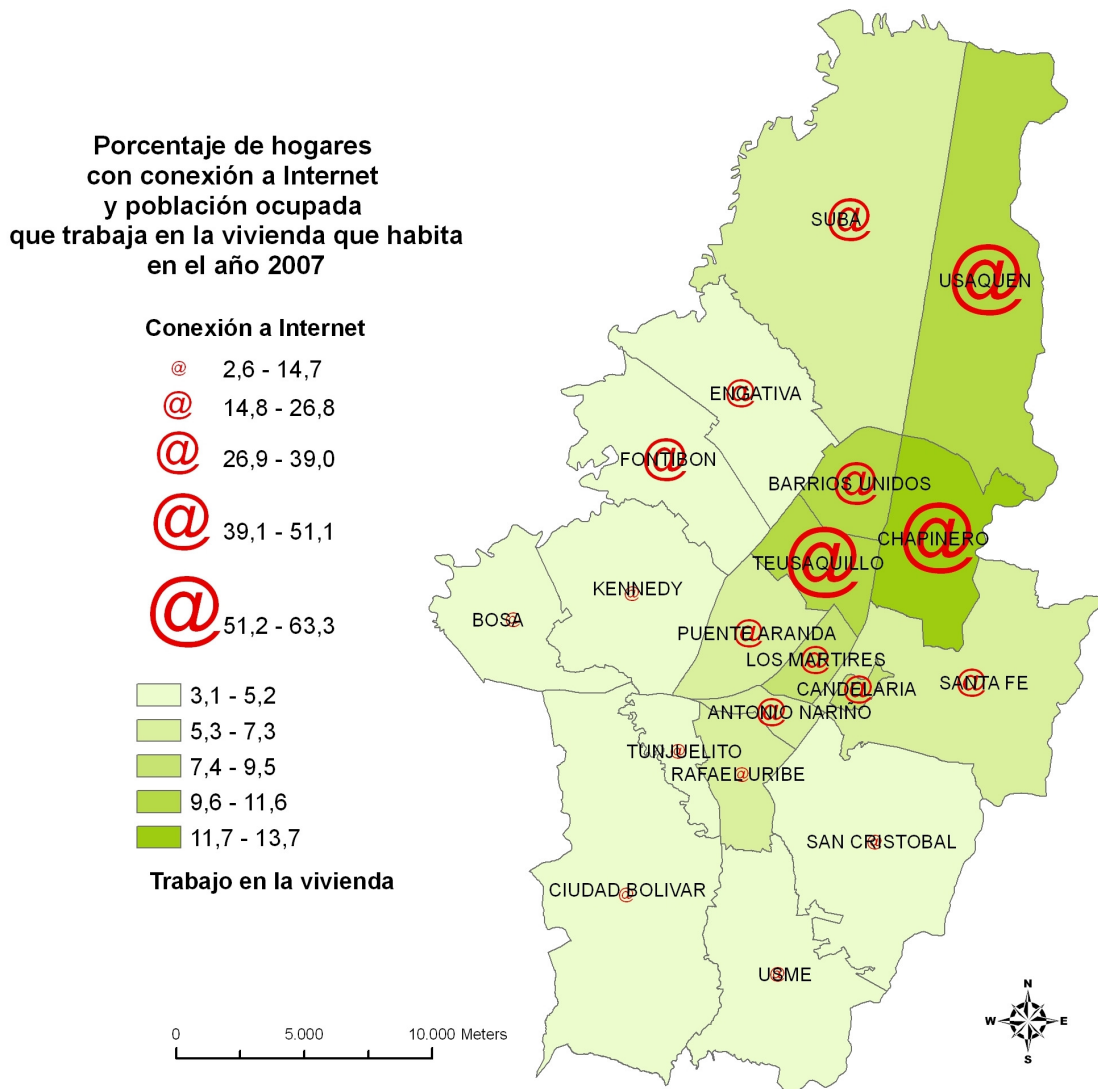 Porcentaje de hogares
con conexión a Internet
y población ocupada
que trabaja en la vivienda que habita
en el año 2007
Conexión a Internet
@ 2,6 - 14,7
@ 14,8 - 26,8
@ 26,9 - 39,0
@ 39,1 - 51,1
@ 51,2 - 63,3
3,1 - 5,2
5,3 - 7,3
7,4 - 9,5
9,6 - 11,6
11,7 - 13,7
Trabajo en la vivienda
0 5.000 10.000 Meters
SUBA @
USAQUEN @
ENGATIVA @
FONTIBON @
BARRIOS UNIDOS @
CHAPINERO @
TEUSAQUILLO @
KENNEDY @
BOSA @
PUENTE ARANDA @
LOS MARTIRES @
CANDELARIA @
SANTA FE @
ANTONIO NARIÑO @
TUNJUELITO @
RAFAEL URIBE @
SAN CRISTOBAL @
CIUDAD BOLIVAR @
USME @
N
W E
S